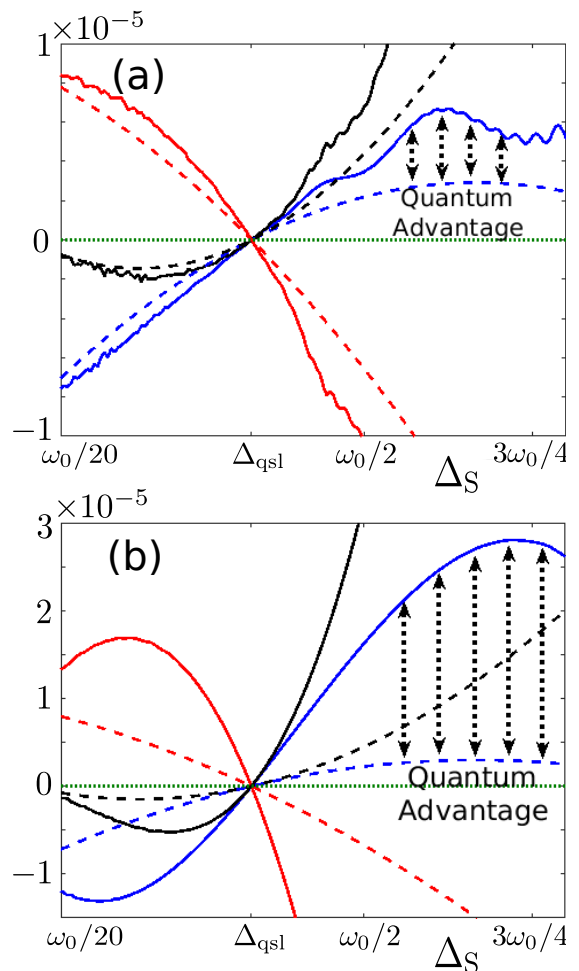 1 ×10⁻⁵
(a)
Quantum
Advantage
0
−1
ω₀/20 Δqsl ω₀/2 3ω₀/4
ΔS
3 ×10⁻⁵
(b)
2
1
0
Quantum
Advantage
−1
ω₀/20 Δqsl ω₀/2 3ω₀/4
ΔS